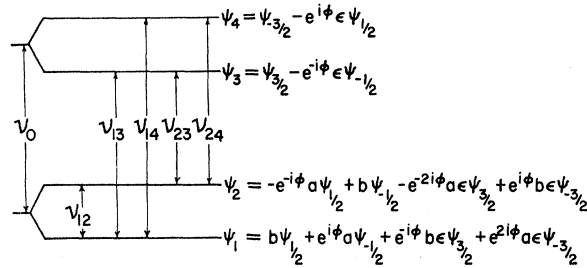 ψ₄ = ψ₋₃/₂ − e^{iϕ} ϵ ψ₁/₂
ψ₃ = ψ₃/₂ − e^{-iϕ} ϵ ψ₋₁/₂
ν₀ ν₁₃ ν₁₄ ν₂₃ ν₂₄
ψ₂ = -e^{-iϕ} a ψ₁/₂ + b ψ₋₁/₂ - e^{-2iϕ} a ϵ ψ₃/₂ + e^{iϕ} b ϵ ψ₋₃/₂
ν₁₂
ψ₁ = b ψ₁/₂ + e^{iϕ} a ψ₋₁/₂ + e^{-iϕ} b ϵ ψ₃/₂ + e^{2iϕ} a ϵ ψ₋₃/₂